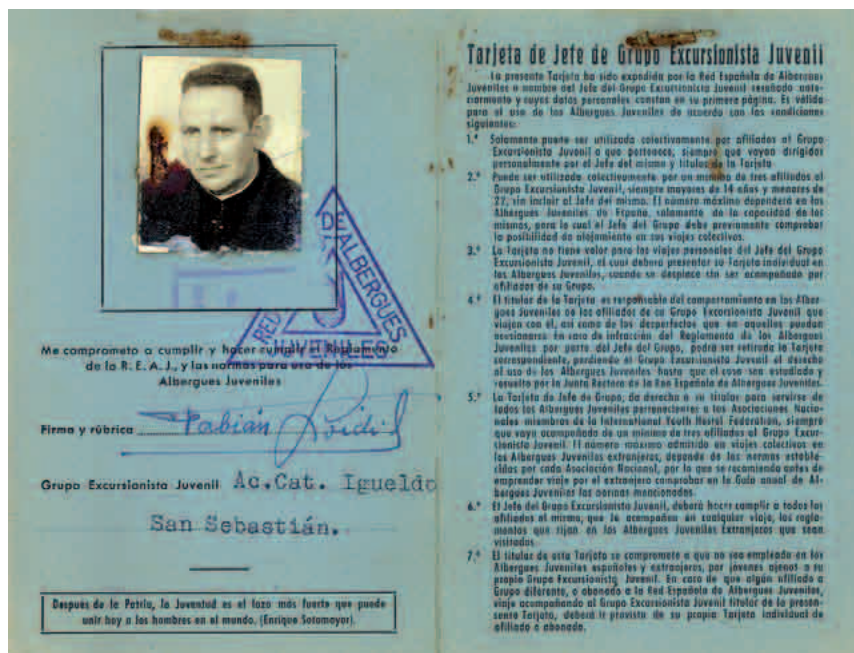 DE ALBERGUES
RED
JUVENILES
Me comprometo a cumplir y hacer cumplir el Reglamento
de la R. E. A. J., y las normas para uso de los
Albergues Juveniles
Firma y rúbrica Fabián Loidi
Grupo Excursionista Juvenil Ac.Cat. Igueldo
San Sebastián.
Después de la Patria, la Juventud es el lazo más fuerte que puede
unir hoy a los hombres en el mundo. (Enrique Sotomayor).
Tarjeta de Jefe de Grupo Excursionista Juvenil
La presente Tarjeta ha sido expedida por la Red Española de Albergues
Juveniles a nombre del Jefe del Grupo Excursionista Juvenil reseñado ante-
riormente y cuyos datos personales constan en su primera página. Es válida
para el uso de los Albergues Juveniles de acuerdo con las condiciones
siguientes:
1.ª Solamente puede ser utilizada colectivamente por afiliados al Grupo
Excursionista Juvenil a que pertenece, siempre que vayan dirigidos
personalmente por el Jefe del mismo y titular de la Tarjeta
2.ª Puede ser utilizada colectivamente por un mínimo de tres afiliados al
Grupo Excursionista Juvenil, siempre mayores de 14 años y menores de
27, sin incluir al Jefe del mismo. El número máximo dependerá en los
Albergues Juveniles de España, solamente de la capacidad de los
mismos, para lo cual el Jefe del Grupo debe previamente comprobar
la posibilidad de alojamiento en sus viajes colectivos.
3.ª La Tarjeta no tiene valor para los viajes personales del Jefe del Grupo
Excursionista Juvenil, el cual deberá presentar su Tarjeta individual en
los Albergues Juveniles, cuando se desplace sin ser acompañado por
afiliados de su Grupo.
4.ª El titular de la Tarjeta es responsable del comportamiento en los Alber-
gues Juveniles de los afiliados de su Grupo Excursionista Juvenil que
viajen con él, así como de los desperfectos que en aquellos puedan
ocasionarse. En caso de infracción del Reglamento de los Albergues
Juveniles por parte del Jefe del Grupo, podrá ser retirada la Tarjeta
correspondiente, perdiendo el Grupo Excursionista Juvenil el derecho
al uso de los Albergues Juveniles hasta que el caso sea estudiado y
resuelto por la Junta Rectora de la Red Española de Albergues Juveniles.
5.ª La Tarjeta de Jefe de Grupo, da derecho a su titular para servirse de
todos los Albergues Juveniles pertenecientes a las Asociaciones Nacio-
nales miembros de la International Youth Hostel Federation, siempre
que vaya acompañado de un mínimo de tres afiliados al Grupo Excur-
sionista Juvenil. El número máximo admitido en viajes colectivos en
los Albergues Juveniles extranjeros, depende de las normas estable-
cidas por cada Asociación Nacional, por lo que se recomienda antes de
emprender viaje por el extranjero comprobar en la Guía anual de Al-
bergues Juveniles las normas mencionadas.
6.ª El Jefe del Grupo Excursionista Juvenil, deberá hacer cumplir a todos los
afiliados al mismo, que le acompañen en cualquier viaje, los regla-
mentos que rijan en los Albergues Juveniles Extranjeros que sean
visitados.
7.ª El titular de esta Tarjeta se compromete a que no sea empleada en los
Albergues Juveniles españoles y extranjeros, por jóvenes ajenos a su
propio Grupo Excursionista Juvenil. En caso de que algún afiliado a
Grupo diferente, o abonado a la Red Española de Albergues Juveniles,
viaje acompañando al Grupo Excursionista Juvenil titular de la presen-
sente Tarjeta, deberá ir provisto de su propia Tarjeta individual de
afiliado o abonado.